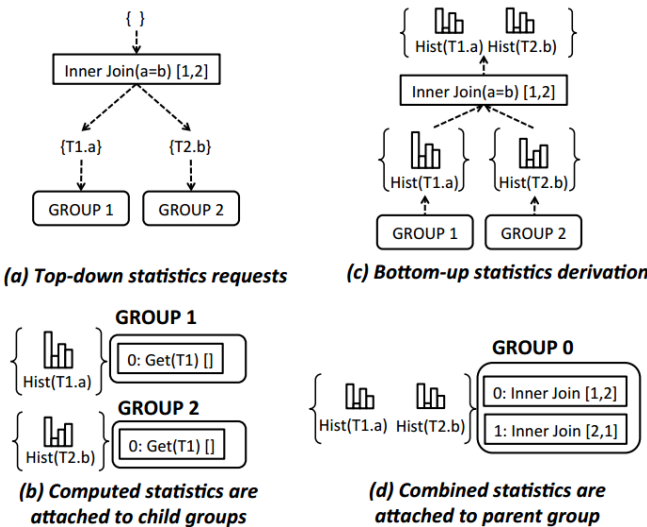 { }
Inner Join(a=b) [1,2]
{T1.a} {T2.b}
GROUP 1 GROUP 2
(a) Top-down statistics requests
Hist(T1.a) Hist(T2.b)
Inner Join(a=b) [1,2]
Hist(T1.a) Hist(T2.b)
GROUP 1 GROUP 2
(c) Bottom-up statistics derivation
GROUP 1
0: Get(T1) []
Hist(T1.a)
GROUP 2
0: Get(T1) []
Hist(T2.b)
(b) Computed statistics are
attached to child groups
GROUP 0
0: Inner Join [1,2]
Hist(T1.a) Hist(T2.b)
1: Inner Join [2,1]
(d) Combined statistics are
attached to parent group